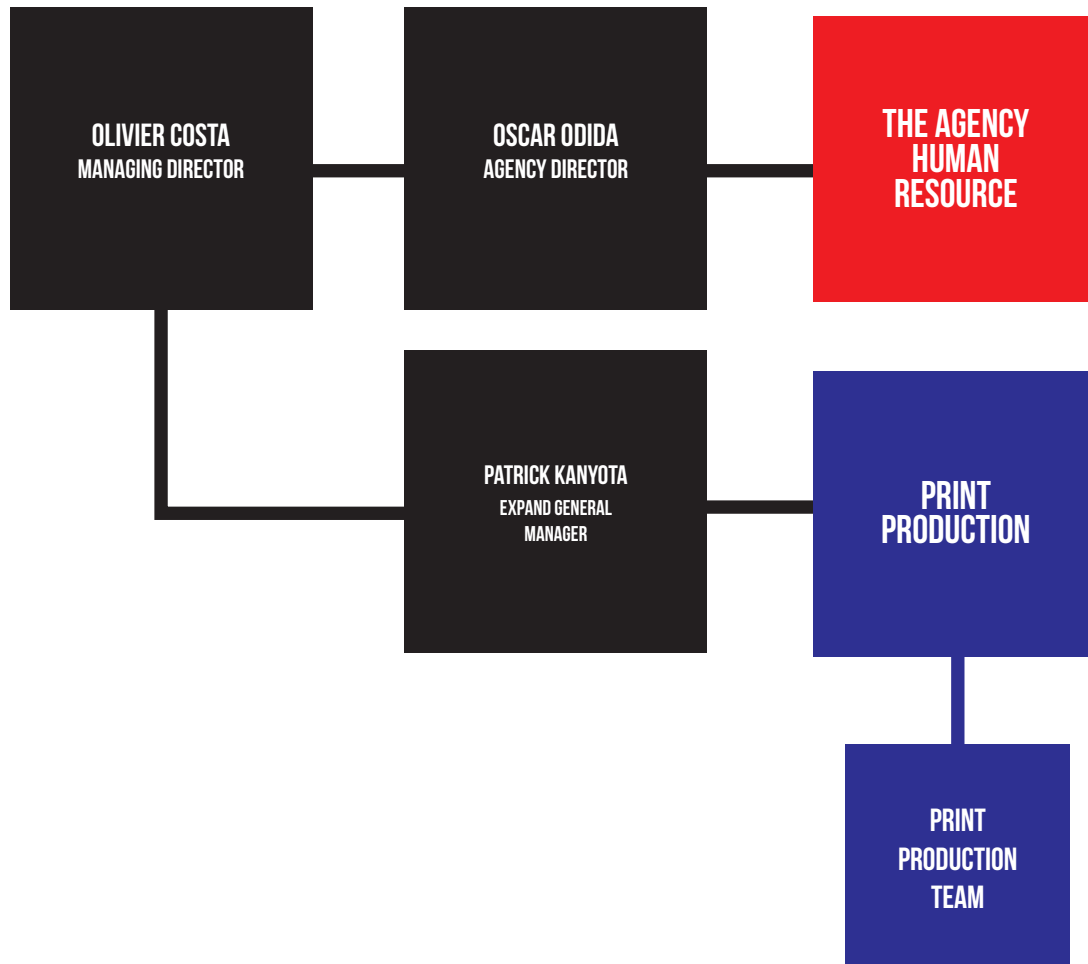 OLIVIER COSTA
MANAGING DIRECTOR
OSCAR ODIDA
AGENCY DIRECTOR
THE AGENCY
HUMAN
RESOURCE
PATRICK KANYOTA
EXPAND GENERAL
MANAGER
PRINT
PRODUCTION
PRINT
PRODUCTION
TEAM